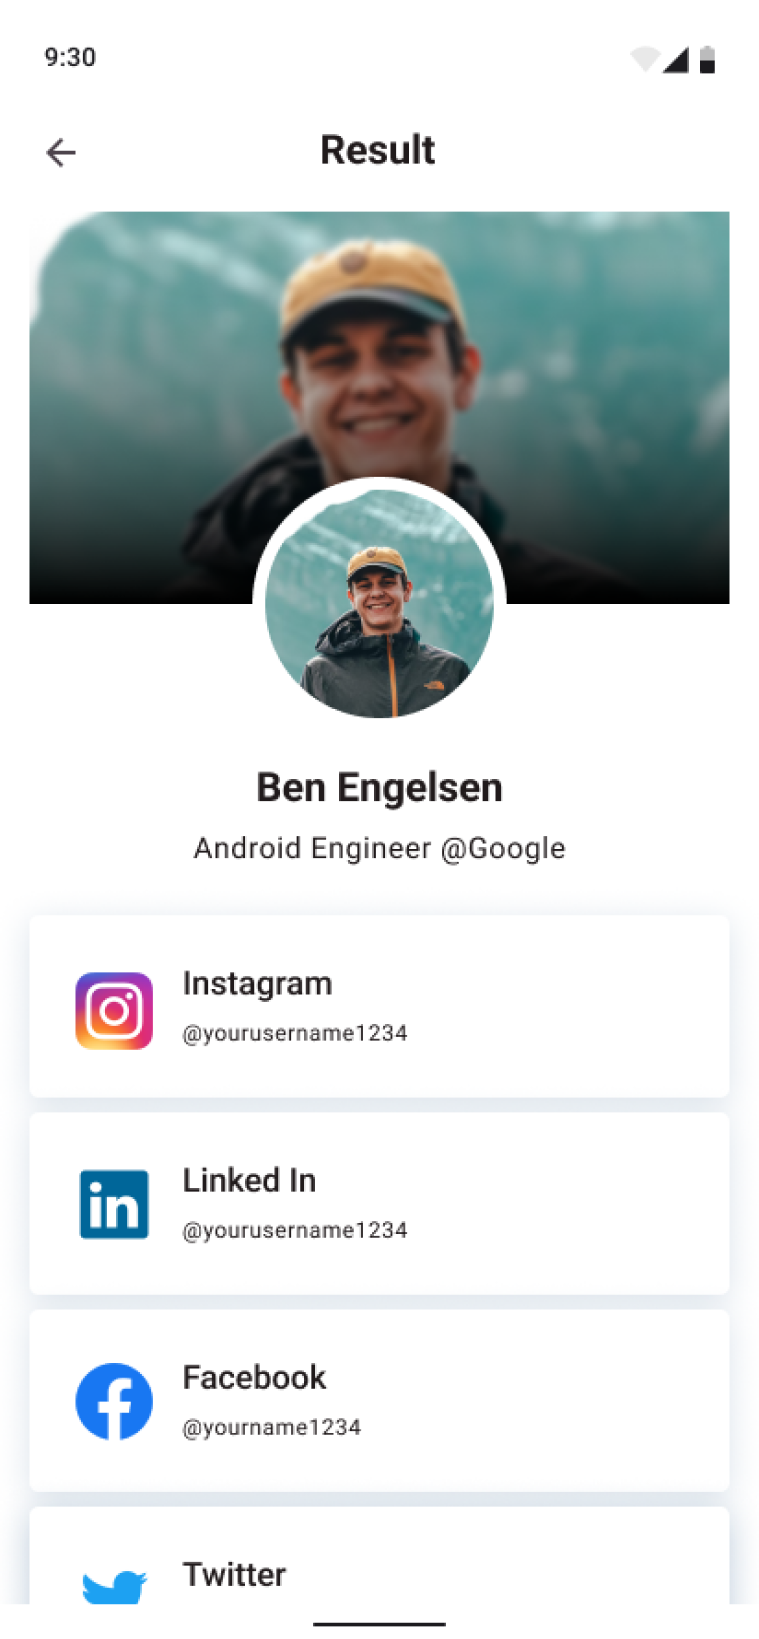 9:30
Result
Ben Engelsen
Android Engineer @Google
Instagram
@yourusername1234
in
Linked In
@yourusername1234
f
Facebook
@yourname1234
Twitter